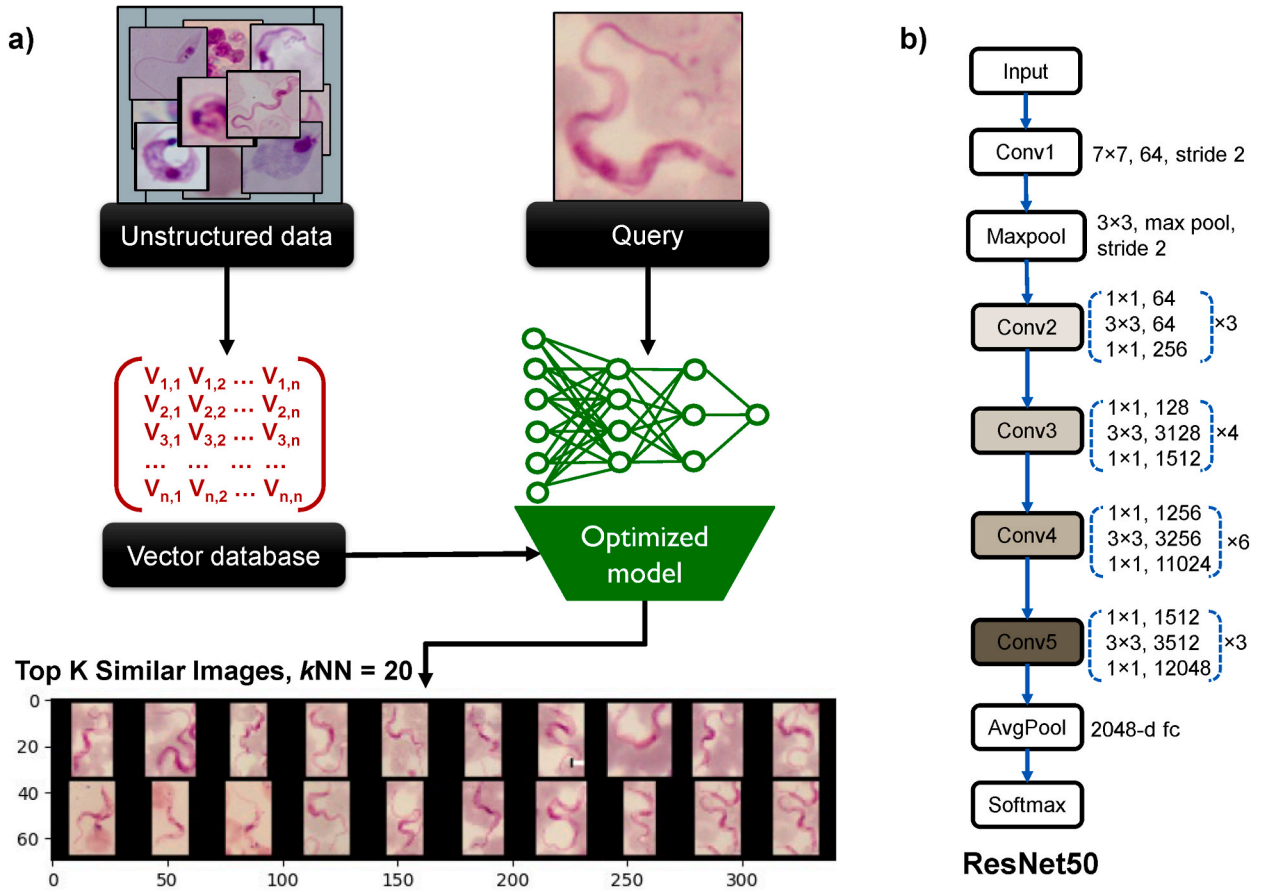 a)
Unstructured data
Query
V1,1 V1,2 ... V1,n
V2,1 V2,2 ... V2,n
V3,1 V3,2 ... V3,n
... ... ... ...
Vn,1 Vn,2 ... Vn,n
Vector database
Optimized
model
Top K Similar Images, kNN = 20
0
20
40
60
0 50 100 150 200 250 300
b)
Input
Conv1
7×7, 64, stride 2
Maxpool
3×3, max pool,
stride 2
Conv2
1×1, 64
3×3, 64
1×1, 256
×3
Conv3
1×1, 128
3×3, 3128
1×1, 1512
×4
Conv4
1×1, 1256
3×3, 3256
1×1, 11024
×6
Conv5
1×1, 1512
3×3, 3512
1×1, 12048
×3
AvgPool
2048-d fc
Softmax
ResNet50